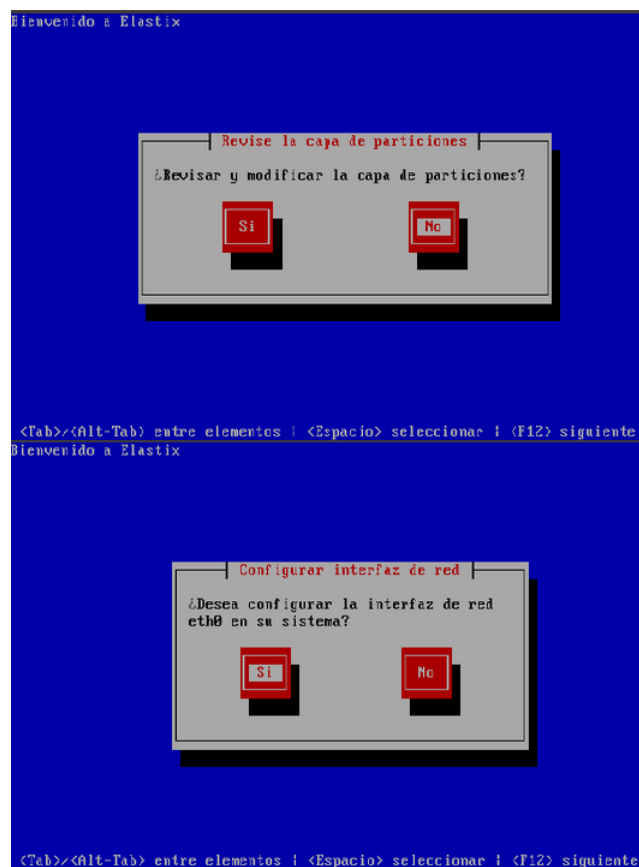 Bienvenido a Elastix
Revise la capa de particiones
¿Revisar y modificar la capa de particiones?
Si No
<Tab>/<Alt-Tab> entre elementos | <Espacio> seleccionar | <F12> siguiente
Bienvenido a Elastix
Configurar interfaz de red
¿Desea configurar la interfaz de red
eth0 en su sistema?
Si No
<Tab>/<Alt-Tab> entre elementos | <Espacio> seleccionar | <F12> siguiente